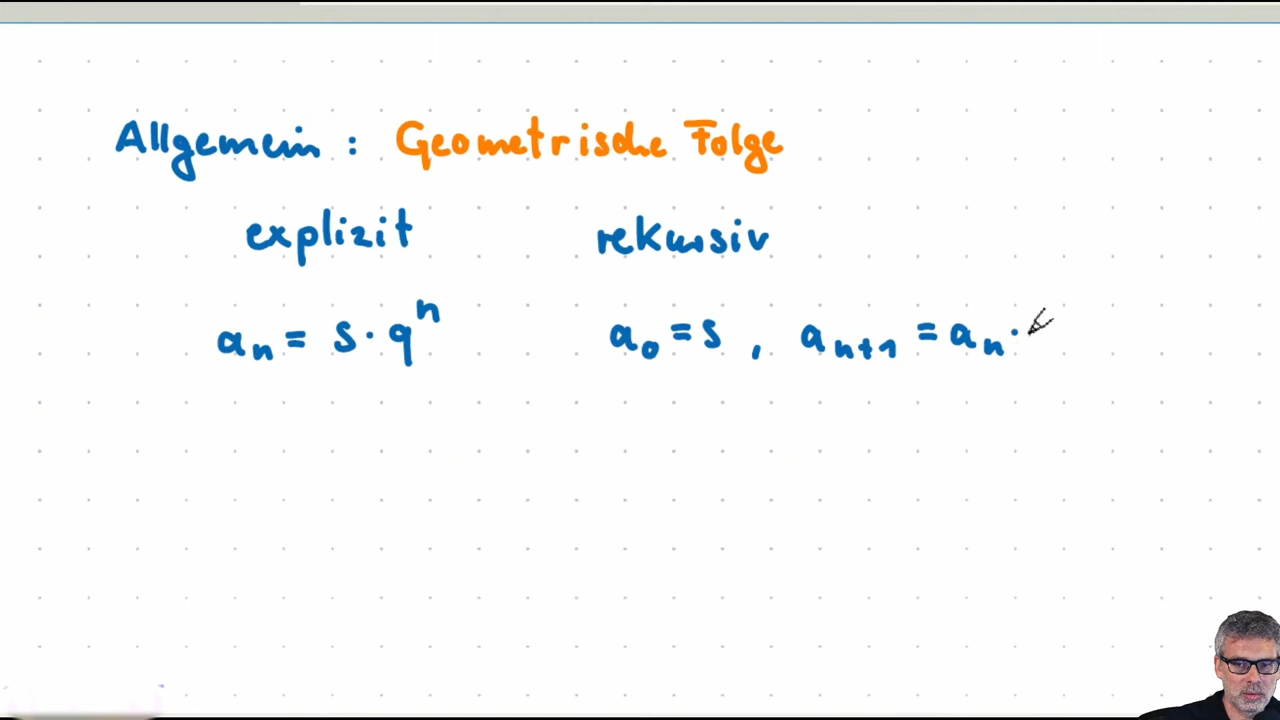 Allgemein : Geometrische Folge
explizit rekursiv
aₙ = s · qⁿ a₀ = s , aₙ₊₁ = aₙ ·